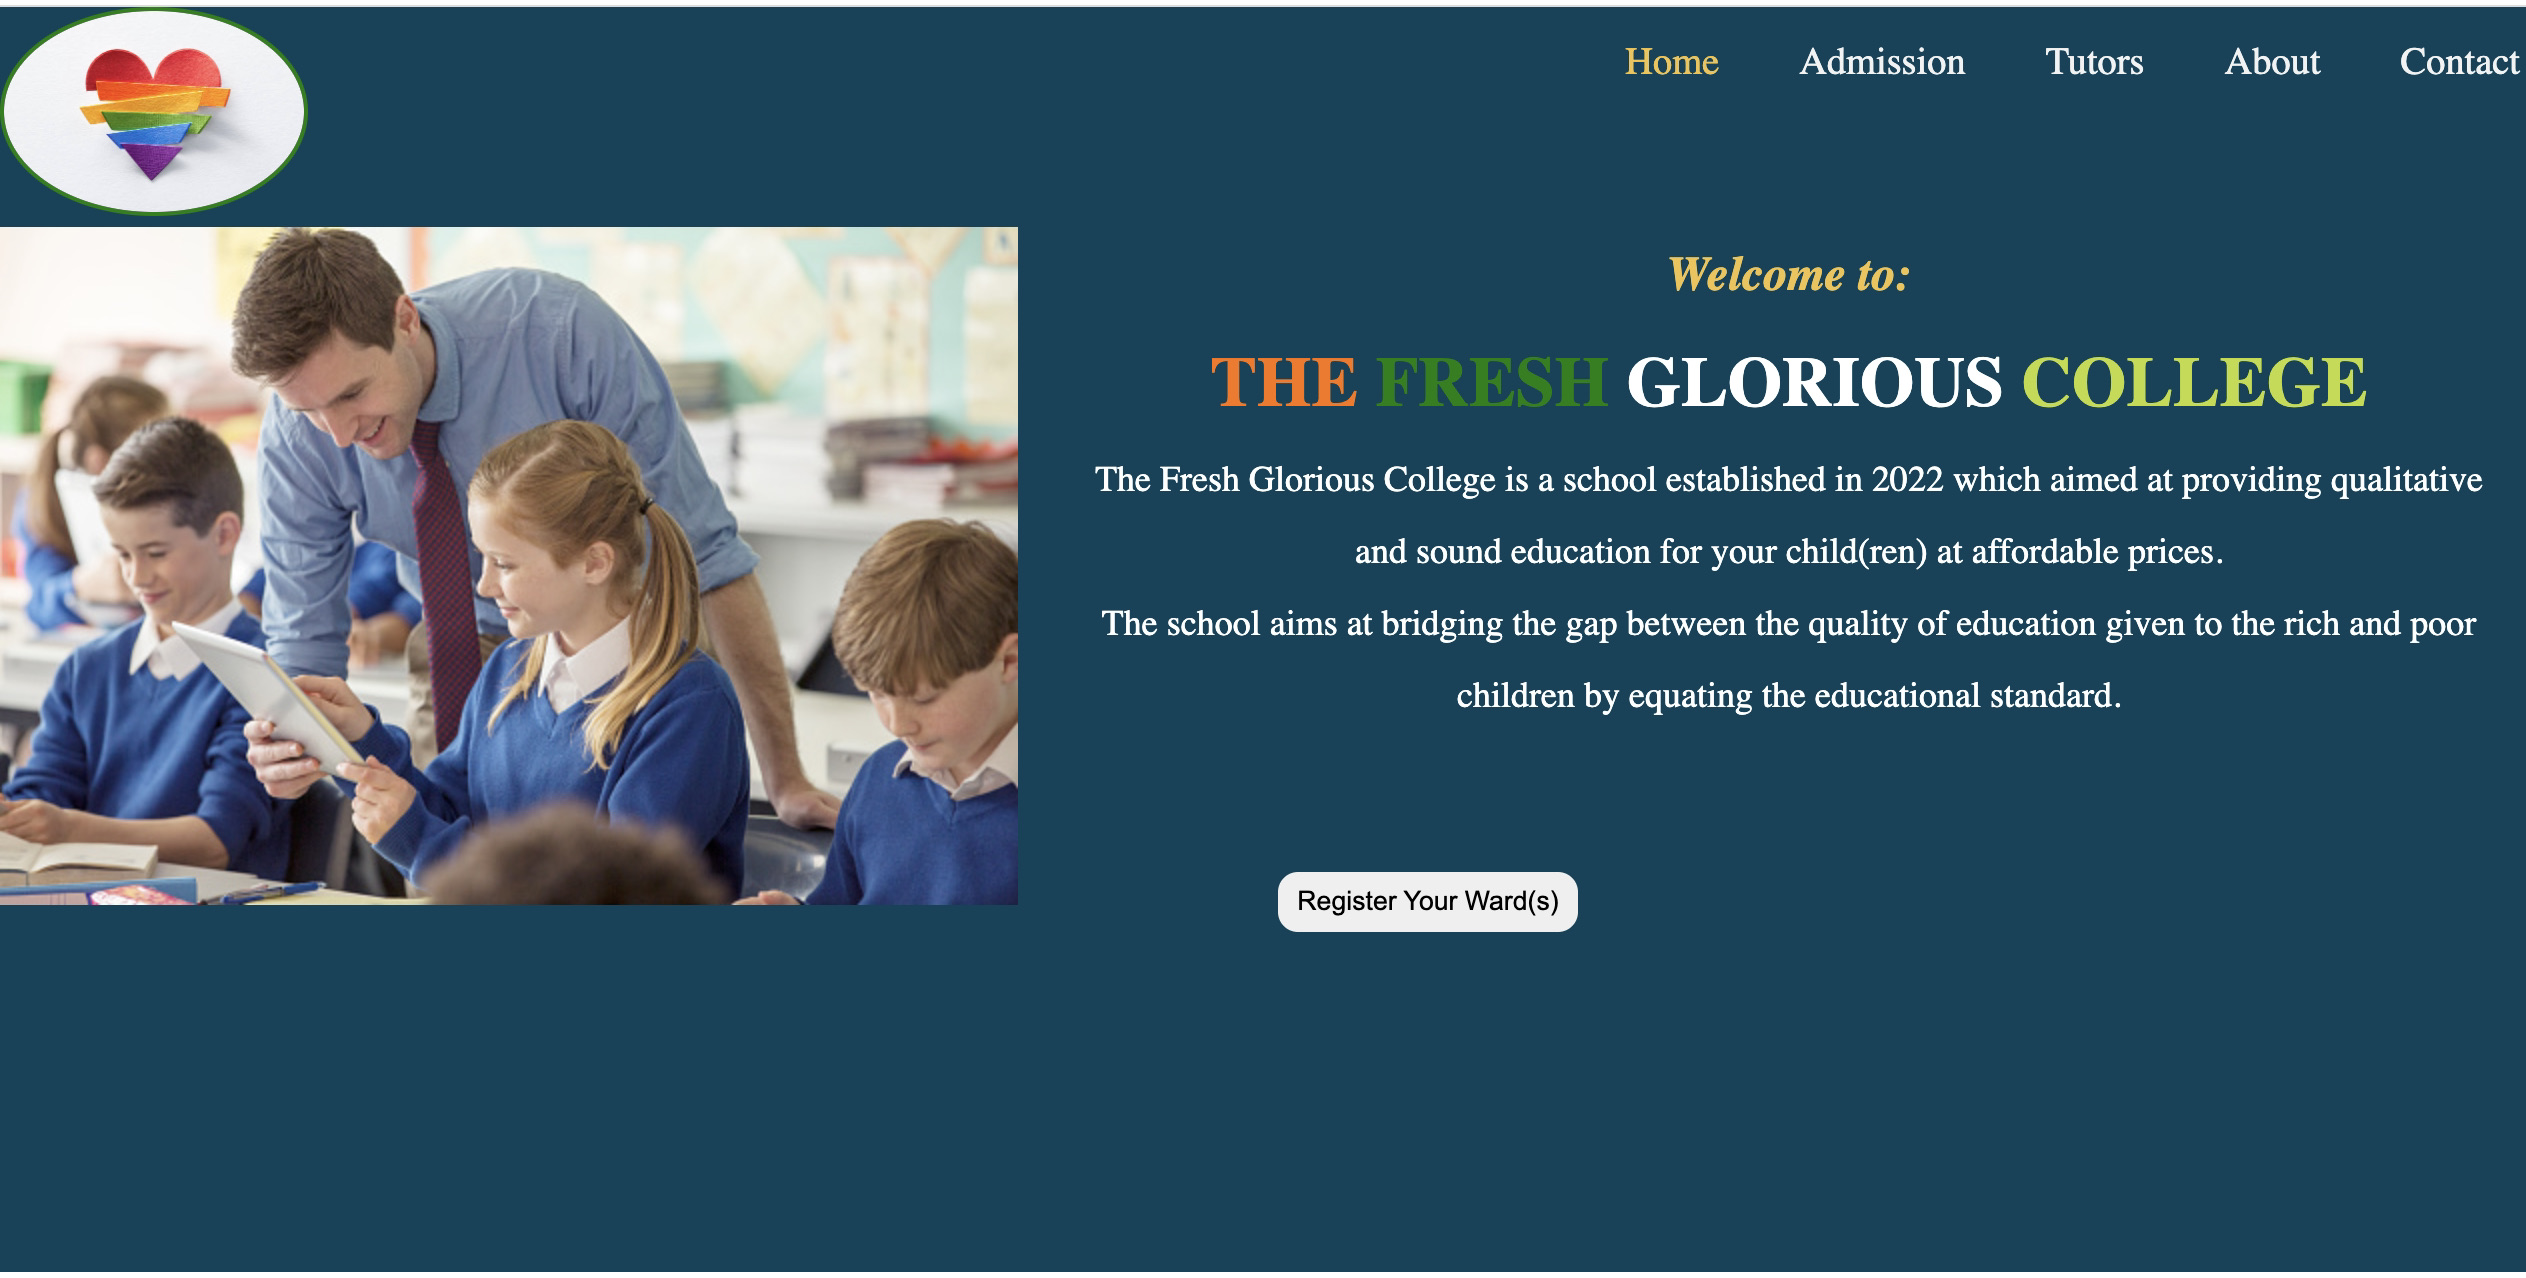 Home Admission Tutors About Contact
Welcome to:
THE FRESH GLORIOUS COLLEGE
The Fresh Glorious College is a school established in 2022 which aimed at providing qualitative
and sound education for your child(ren) at affordable prices.
The school aims at bridging the gap between the quality of education given to the rich and poor
children by equating the educational standard.
Register Your Ward(s)